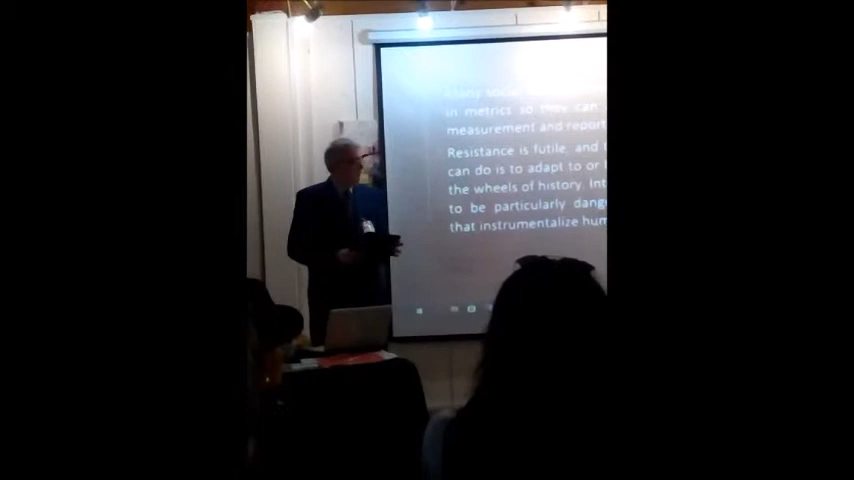 in metrics so they can
measurement and report
Resistance is futile, and
can do is to adapt to or
the wheels of history. Int
to be particularly dange
that instrumentalize hum